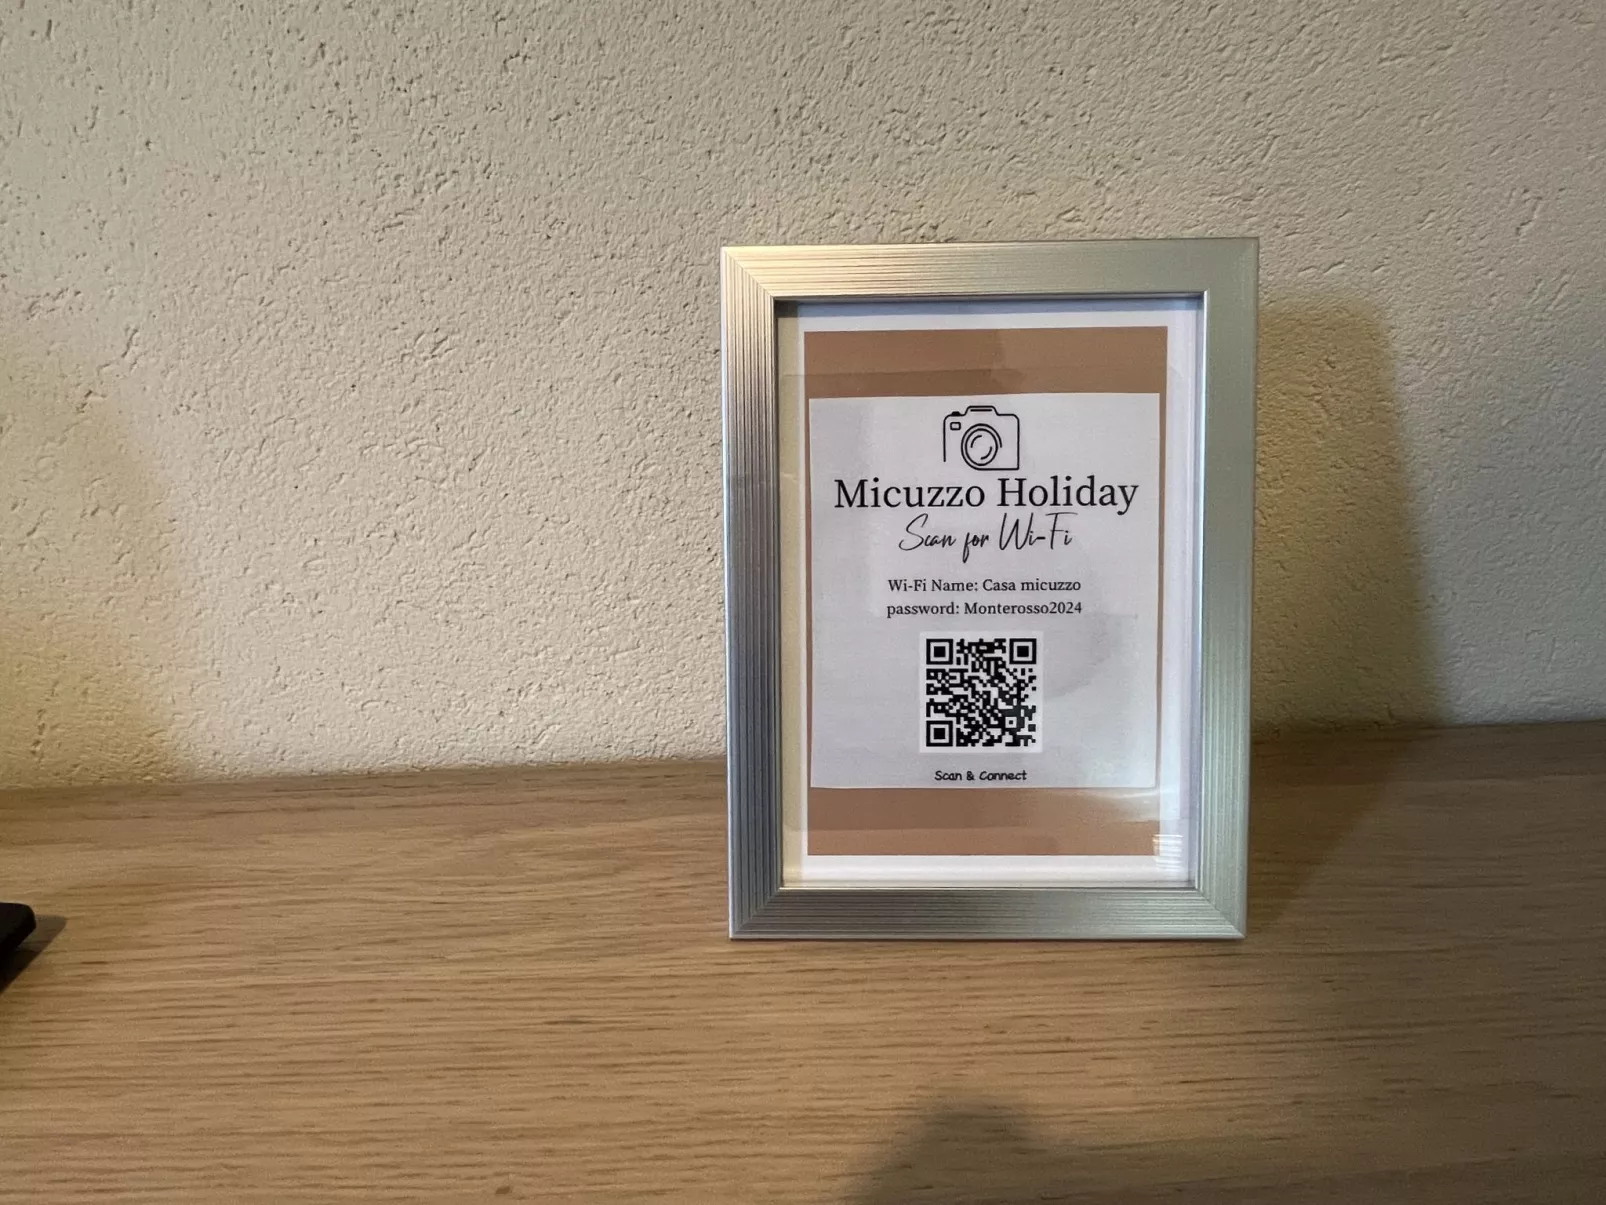 Micuzzo Holiday
Scan for Wi-Fi
Wi-Fi Name: Casa micuzzo
password: Monterosso2024
Scan & Connect